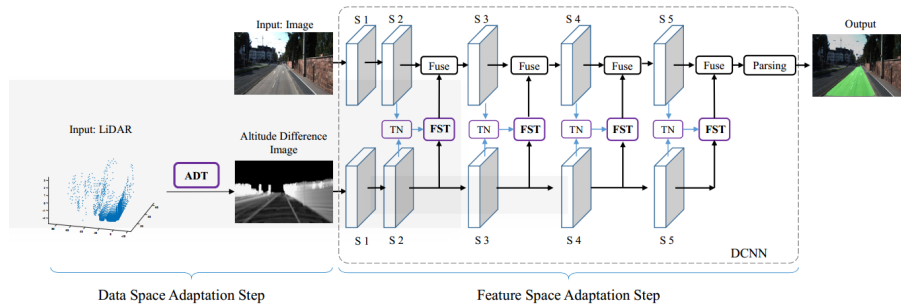 Input: Image
S 1
S 2
S 3
S 4
S 5
Output
Fuse
Fuse
Fuse
Fuse
Parsing
Input: LiDAR
Altitude Difference
Image
TN
FST
TN
FST
TN
FST
TN
FST
ADT
S 1
S 2
S 3
S 4
S 5
DCNN
Data Space Adaptation Step
Feature Space Adaptation Step